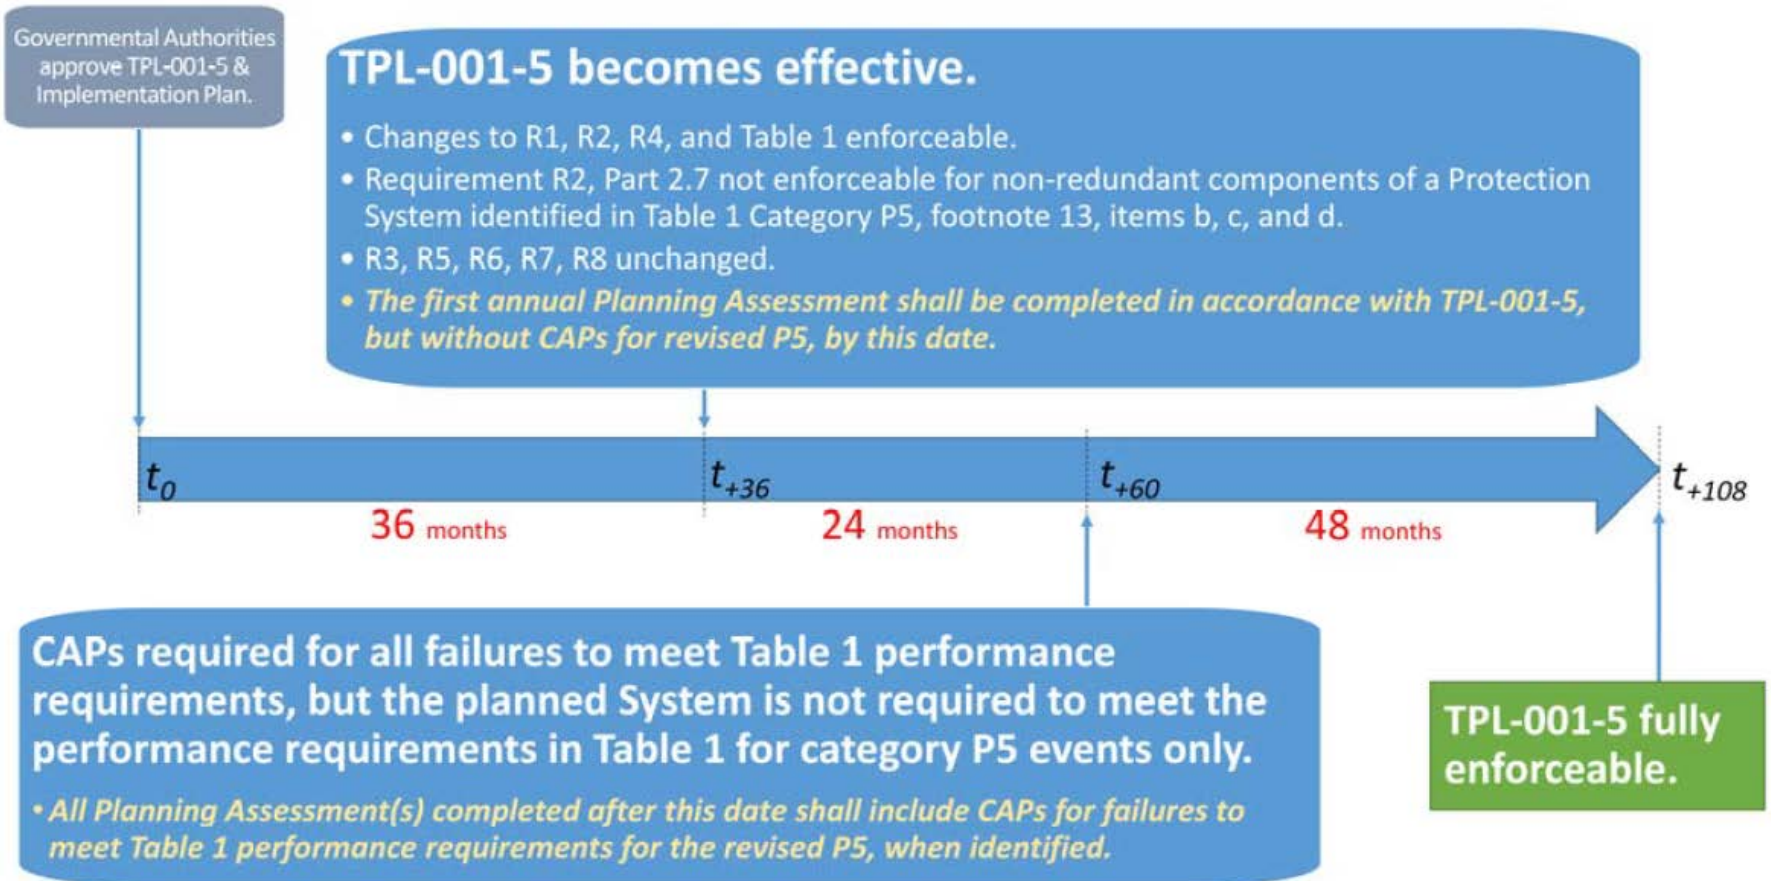 Governmental Authorities
approve TPL-001-5 &
Implementation Plan.
TPL-001-5 becomes effective.
• Changes to R1, R2, R4, and Table 1 enforceable.
• Requirement R2, Part 2.7 not enforceable for non-redundant components of a Protection
System identified in Table 1 Category P5, footnote 13, items b, c, and d.
• R3, R5, R6, R7, R8 unchanged.
• The first annual Planning Assessment shall be completed in accordance with TPL-001-5,
but without CAPs for revised P5, by this date.
t0
t+36
t+60
t+108
36 months
24 months
48 months
CAPs required for all failures to meet Table 1 performance
requirements, but the planned System is not required to meet the
performance requirements in Table 1 for category P5 events only.
• All Planning Assessment(s) completed after this date shall include CAPs for failures to
meet Table 1 performance requirements for the revised P5, when identified.
TPL-001-5 fully
enforceable.